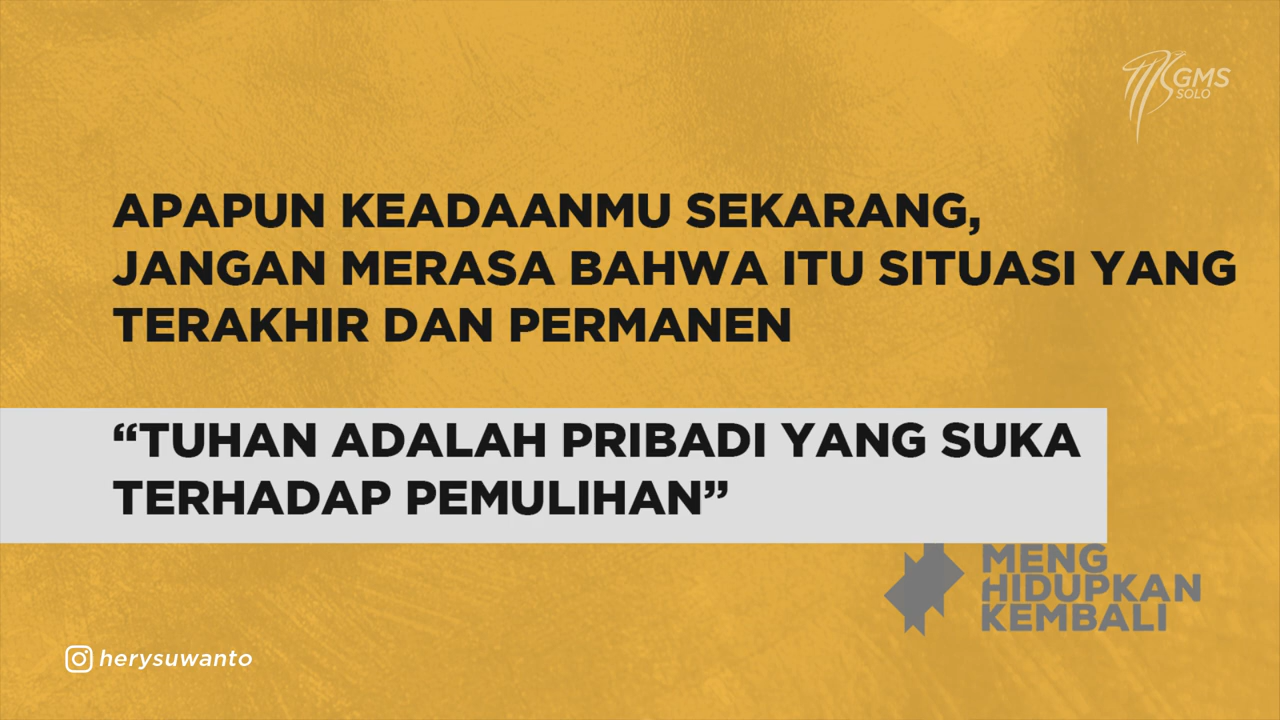 GMS
SOLO
APAPUN KEADAANMU SEKARANG,
JANGAN MERASA BAHWA ITU SITUASI YANG
TERAKHIR DAN PERMANEN
“TUHAN ADALAH PRIBADI YANG SUKA
TERHADAP PEMULIHAN”
MENG
HIDUPKAN
KEMBALI
herysuwanto